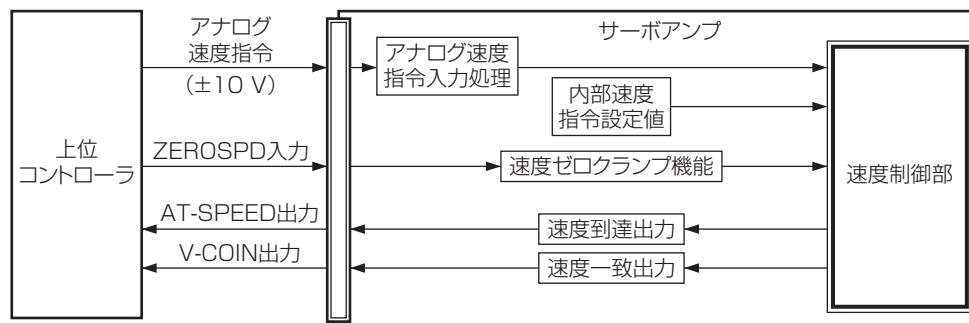 サーボアンプ
アナログ
速度指令
(±10 V)
アナログ速度
指令入力処理
内部速度
指令設定値
上位
コントローラ
ZEROSPD入力
速度ゼロクランプ機能
速度制御部
AT-SPEED出力
速度到達出力
V-COIN出力
速度一致出力